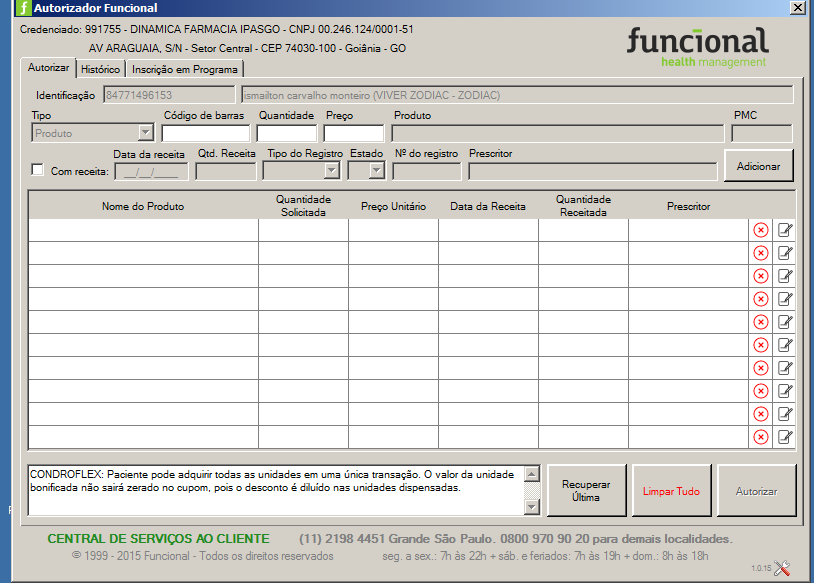 Autorizador Funcional
Credenciado: 991755 - DINAMICA FARMACIA IPASGO - CNPJ 00.246.124/0001-51
AV ARAGUAIA, S/N - Setor Central - CEP 74030-100 - Goiânia - GO
funcional
health management
Autorizar Histórico Inscrição em Programa
Identificação 84771496153 ismailton carvalho monteiro (VIVER ZODIAC - ZODIAC)
Tipo Código de barras Quantidade Preço Produto PMC
Produto
Data da receita Qtd. Receita Tipo do Registro Estado Nº do registro Prescritor
Com receita: __/__/____ Adicionar
Nome do Produto Quantidade Solicitada Preço Unitário Data da Receita Quantidade Receitada Prescritor
CONDROFLEX: Paciente pode adquirir todas as unidades em uma única transação. O valor da unidade
bonificada não sairá zerado no cupom, pois o desconto é diluído nas unidades dispensadas.
Recuperar Última Limpar Tudo Autorizar
CENTRAL DE SERVIÇOS AO CLIENTE (11) 2198 4451 Grande São Paulo. 0800 970 90 20 para demais localidades.
© 1999 - 2015 Funcional - Todos os direitos reservados seg. a sex.: 7h às 22h + sáb. e feriados: 7h às 19h + dom.: 8h às 18h
1.0.15